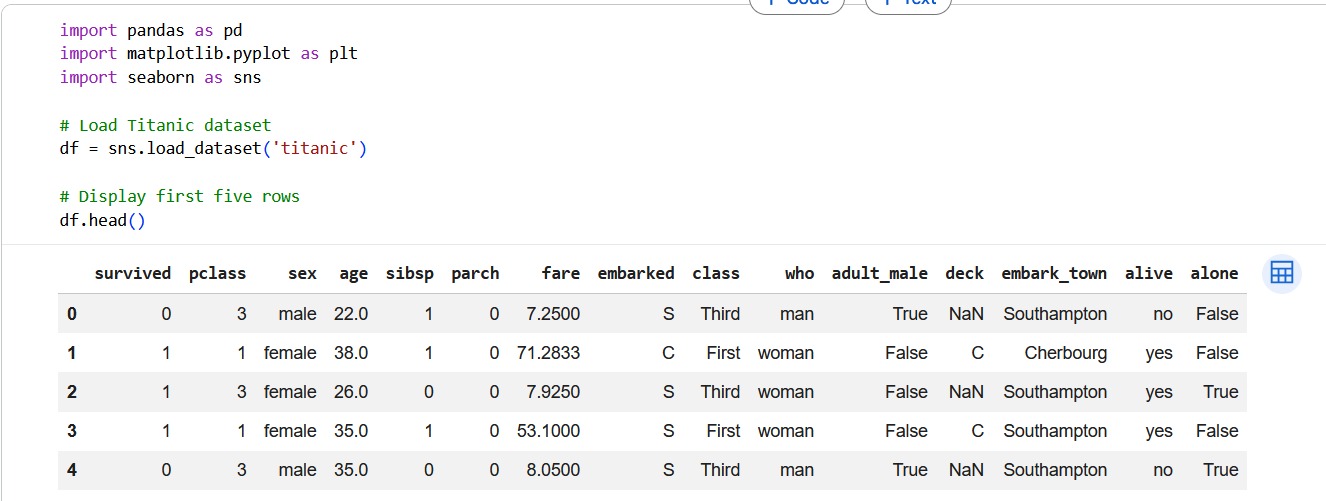 Code Text
import pandas as pd
import matplotlib.pyplot as plt
import seaborn as sns
# Load Titanic dataset
df = sns.load_dataset('titanic')
# Display first five rows
df.head()
survived pclass sex age sibsp parch fare embarked class who adult_male deck embark_town alive alone
0 0 3 male 22.0 1 0 7.2500 S Third man True NaN Southampton no False
1 1 1 female 38.0 1 0 71.2833 C First woman False C Cherbourg yes False
2 1 3 female 26.0 0 0 7.9250 S Third woman False NaN Southampton yes True
3 1 1 female 35.0 1 0 53.1000 S First woman False C Southampton yes False
4 0 3 male 35.0 0 0 8.0500 S Third man True NaN Southampton no True